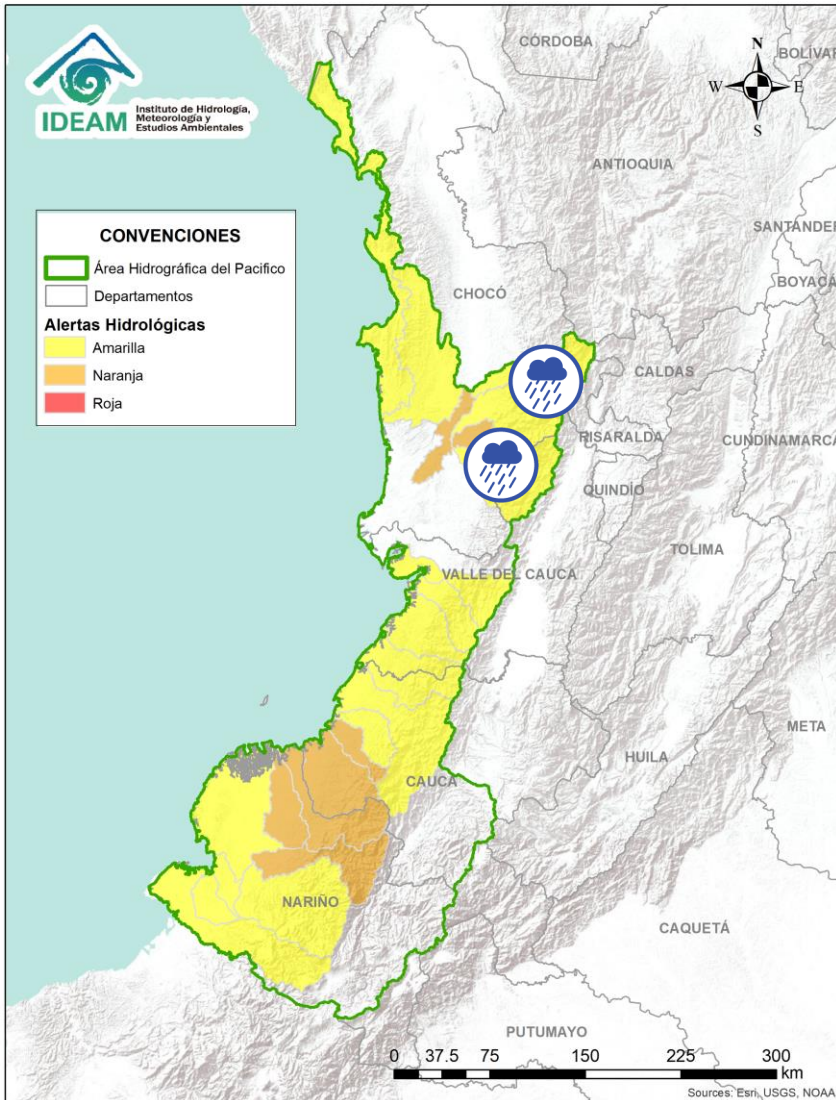 IDEAM
Instituto de Hidrología,
Meteorología y
Estudios Ambientales
CÓRDOBA
BOLÍVAR
N
W
E
S
ANTIOQUIA
CONVENCIONES
Área Hidrográfica del Pacifico
Departamentos
Alertas Hidrológicas
Amarilla
Naranja
Roja
SANTANDER
BOYACÁ
CHOCÓ
CALDAS
RISARALDA
CUNDINAMARCA
QUINDÍO
TOLIMA
VALLE DEL CAUCA
META
HUILA
CAUCA
NARIÑO
CAQUETÁ
PUTUMAYO
0 37.5 75 150 225 300
km
Sources: Esri, USGS, NOAA